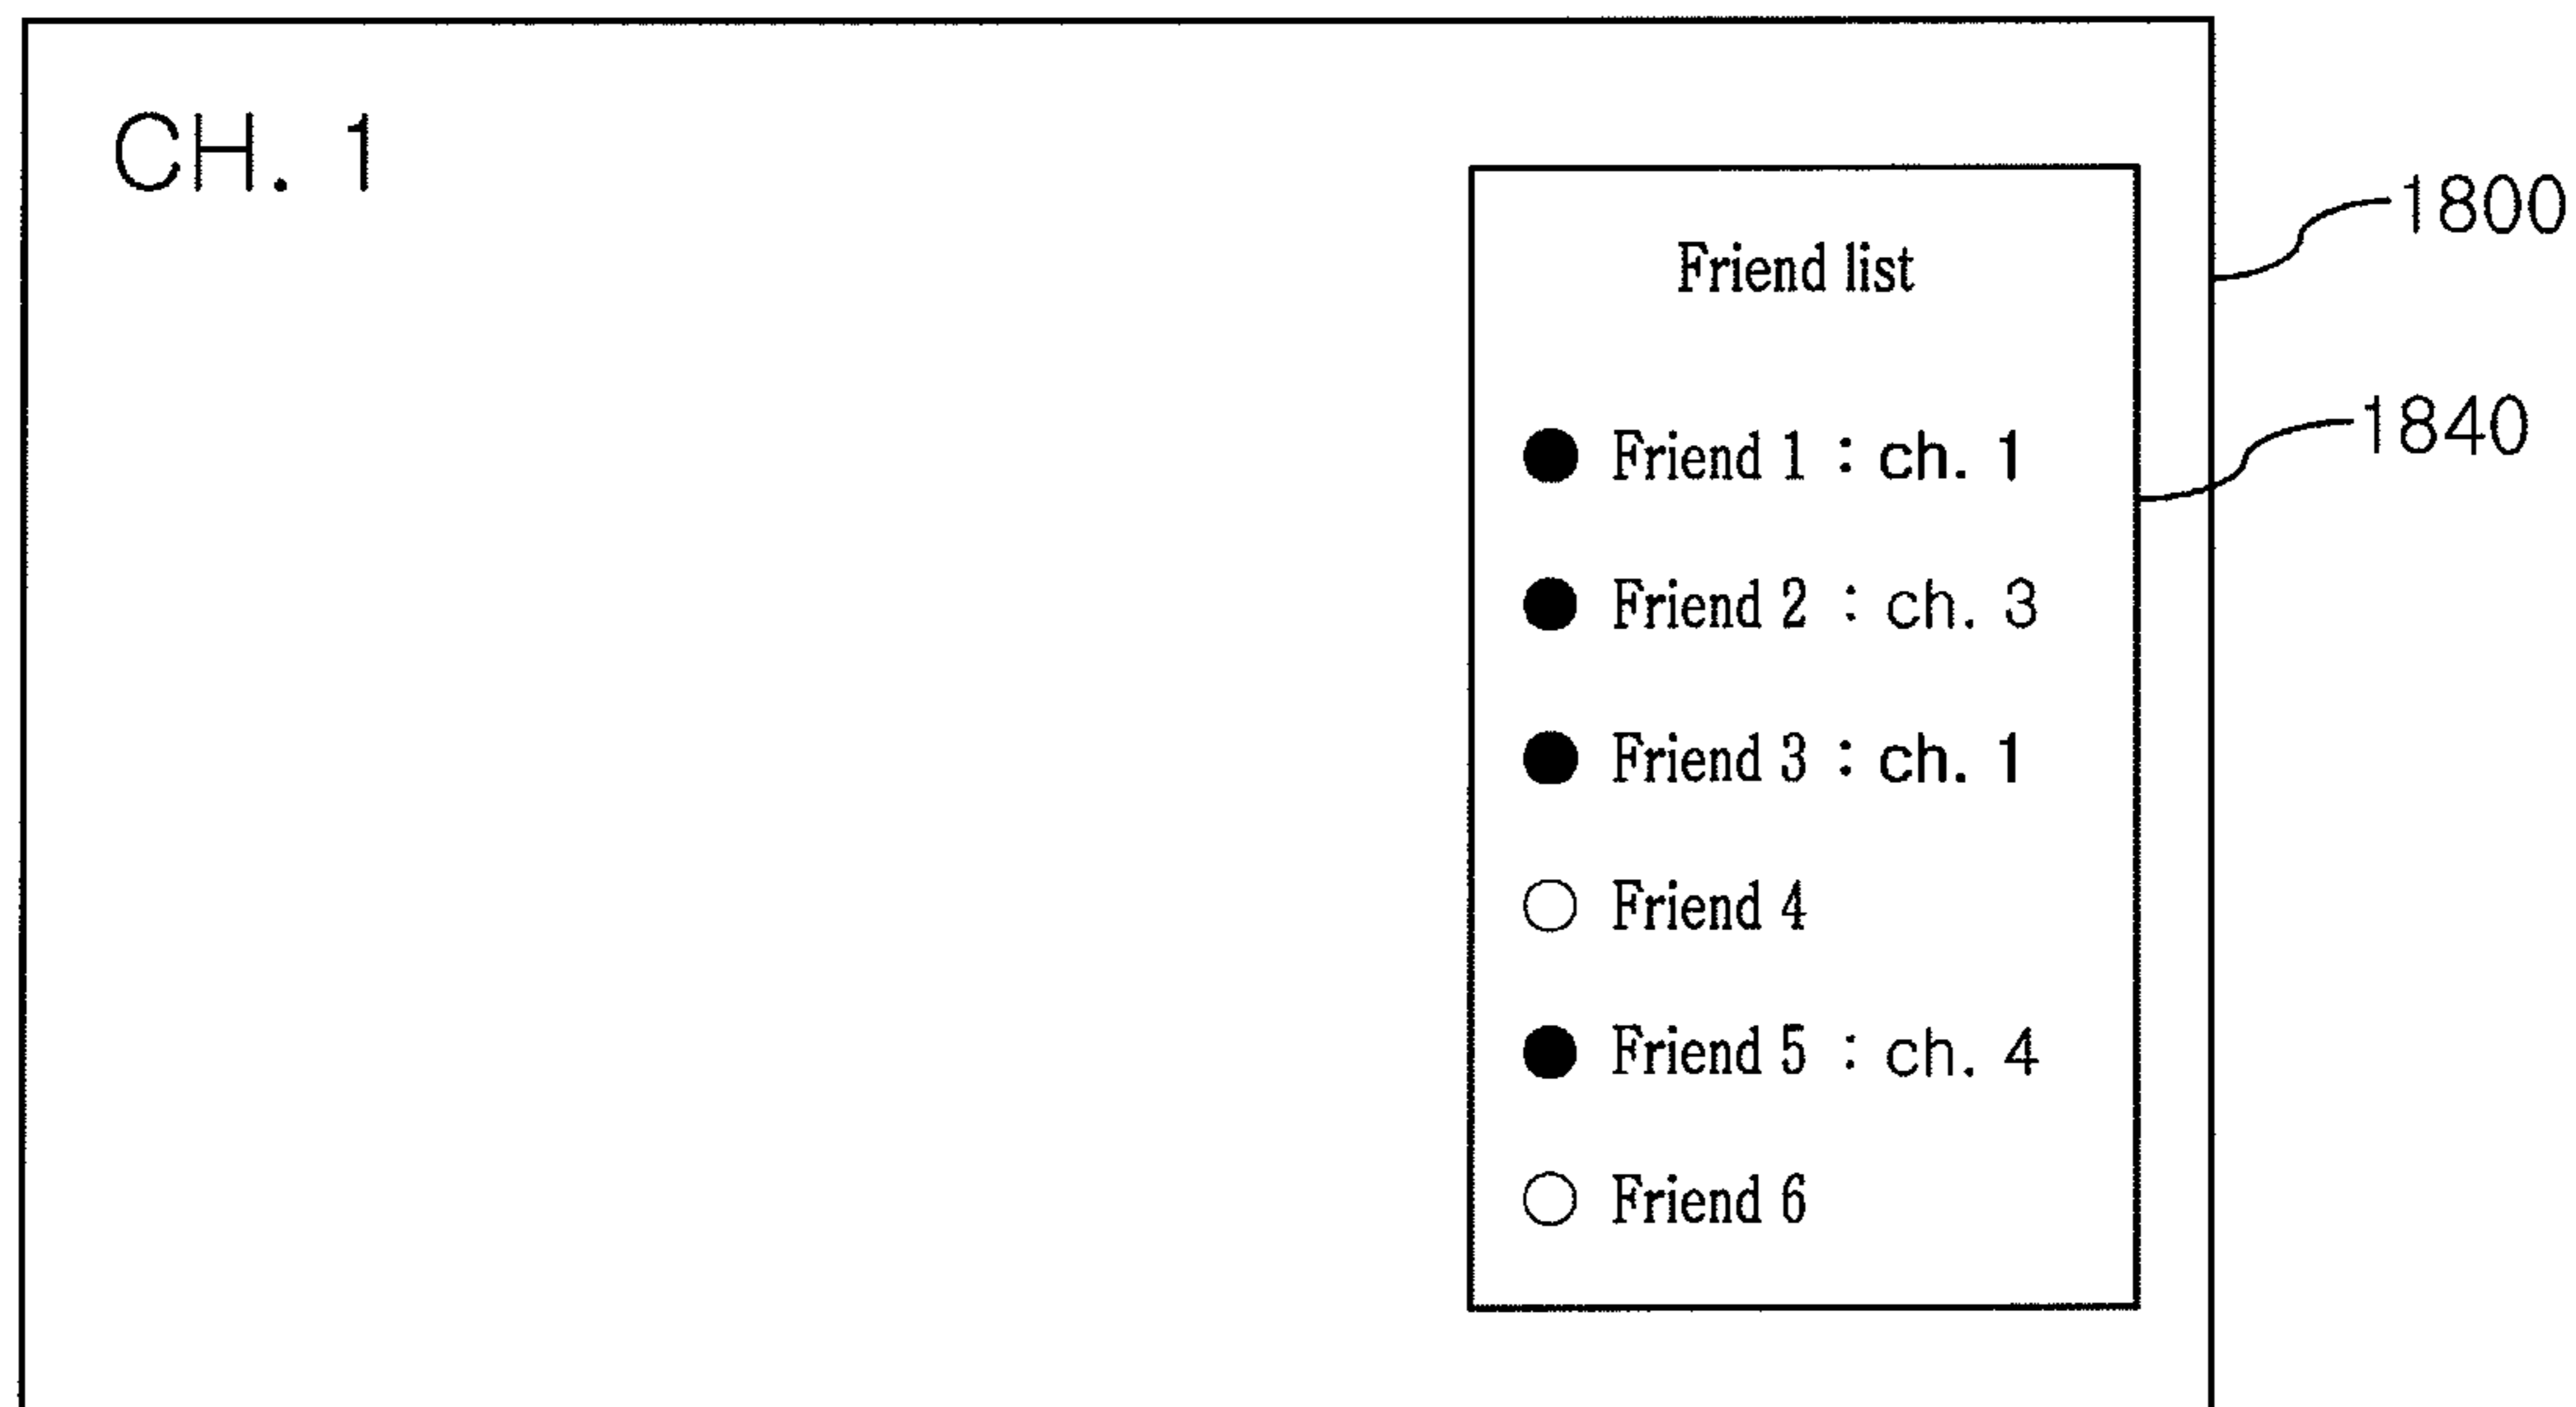 CH. 1
1800
Friend list
1840
Friend 1 : ch. 1
Friend 2 : ch. 3
Friend 3 : ch. 1
Friend 4
Friend 5 : ch. 4
Friend 6